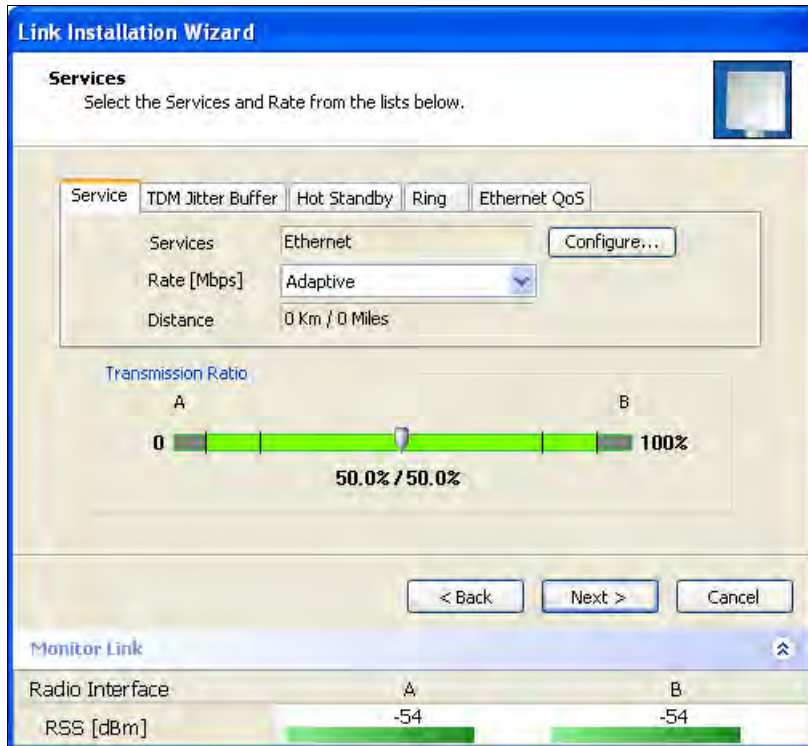 Link Installation Wizard
Services
Select the Services and Rate from the lists below.
Service TDM Jitter Buffer Hot Standby Ring Ethernet QoS
Services Ethernet Configure...
Rate [Mbps] Adaptive
Distance 0 Km / 0 Miles
Transmission Ratio
A B
0 100%
50.0% / 50.0%
< Back Next > Cancel
Monitor Link
Radio Interface A B
RSS [dBm] -54 -54